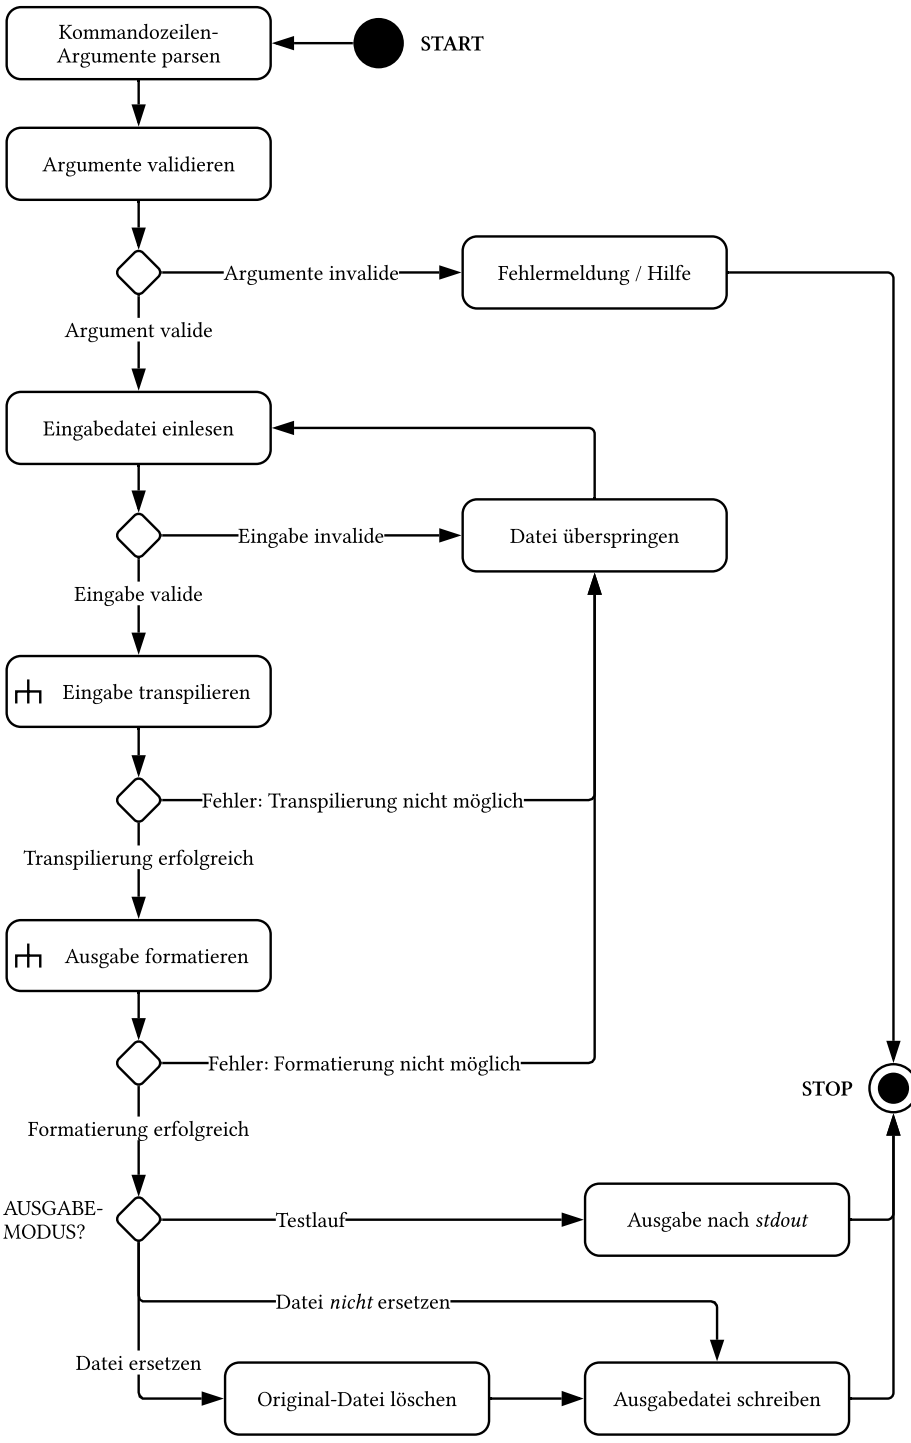 Kommandozeilen-
Argumente parsen
START
Argumente validieren
Argumente invalide
Fehlermeldung / Hilfe
Argument valide
Eingabedatei einlesen
Eingabe invalide
Datei überspringen
Eingabe valide
Eingabe transpilieren
Fehler: Transpilierung nicht möglich
Transpilierung erfolgreich
Ausgabe formatieren
Fehler: Formatierung nicht möglich
STOP
Formatierung erfolgreich
AUSGABE-
MODUS?
Testlauf
Ausgabe nach stdout
Datei nicht ersetzen
Datei ersetzen
Original-Datei löschen
Ausgabedatei schreiben